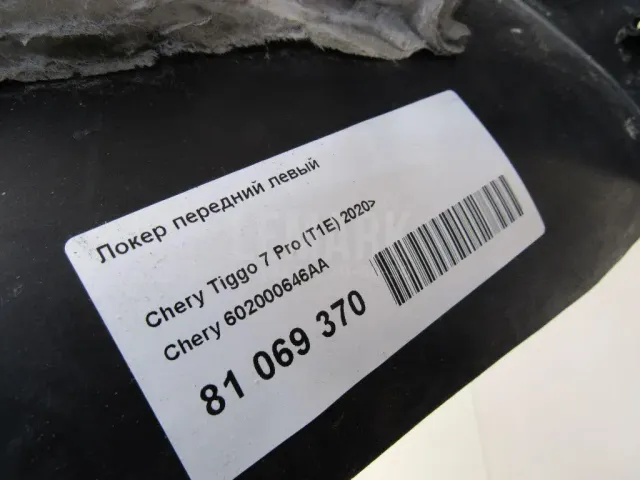 Локер передний левый
Chery Tiggo 7 Pro (T1E) 2020>
Chery 602000646AA
81 069 370